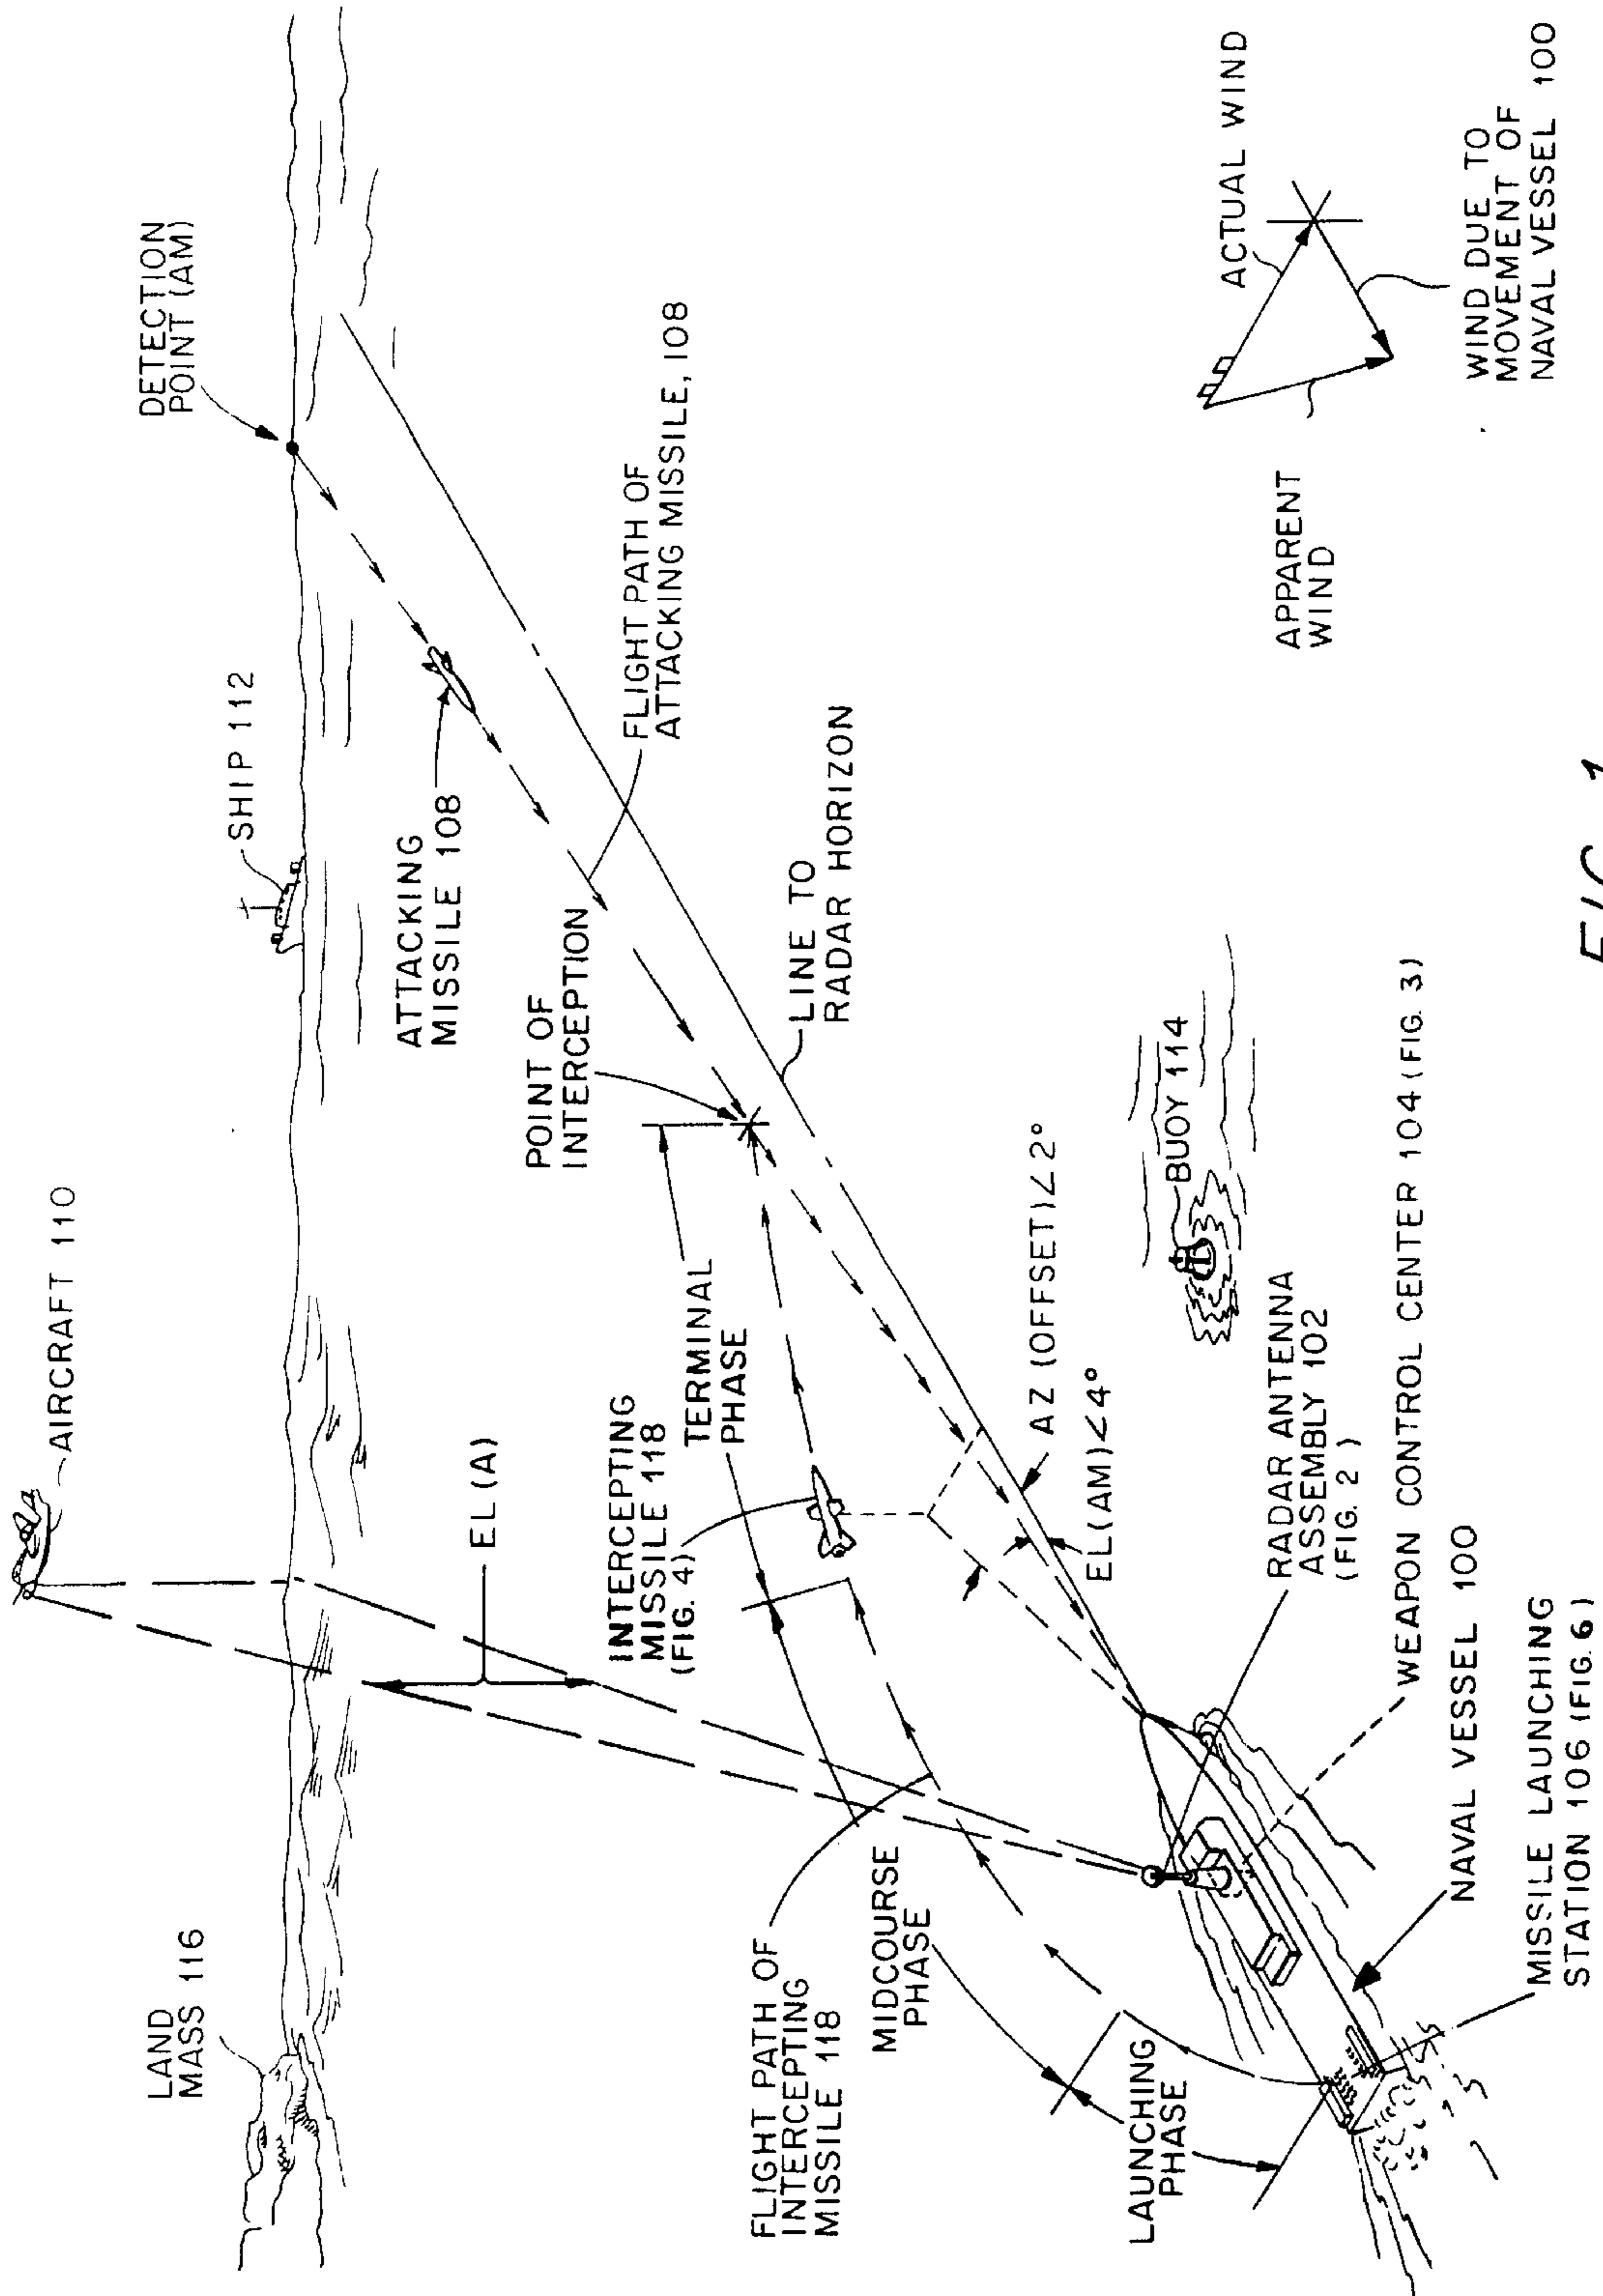 LAND
MASS 116
AIRCRAFT 110
SHIP 112
DETECTION
POINT (AM)
EL (A)
ATTACKING
MISSILE 108
FLIGHT PATH OF
ATTACKING MISSILE, 108
POINT OF
INTERCEPTION
INTERCEPTING
MISSILE 118
(FIG. 4)
TERMINAL
PHASE
LINE TO
RADAR HORIZON
FLIGHT PATH OF
INTERCEPTING
MISSILE 118
MIDCOURSE
PHASE
LAUNCHING
PHASE
AZ (OFFSET)∠2°
EL(AM)∠4°
BUOY 114
RADAR ANTENNA
ASSEMBLY 102
(FIG. 2)
WEAPON CONTROL CENTER 104 (FIG. 3)
NAVAL VESSEL 100
MISSILE LAUNCHING
STATION 106 (FIG. 6)
ACTUAL WIND
APPARENT
WIND
WIND DUE TO
MOVEMENT OF
NAVAL VESSEL 100
FIG. 1